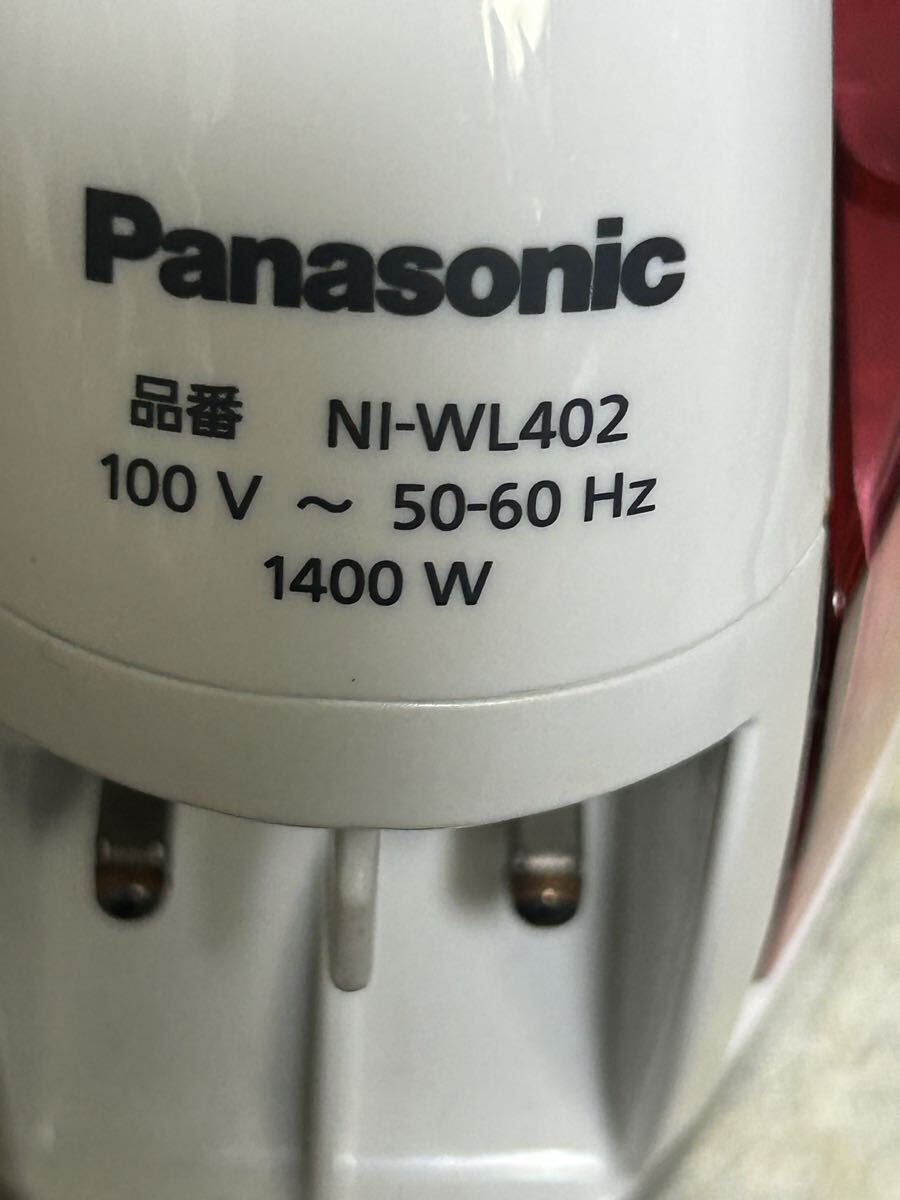 Panasonic
品番 NI-WL402
100 V ～ 50-60 Hz
1400 W